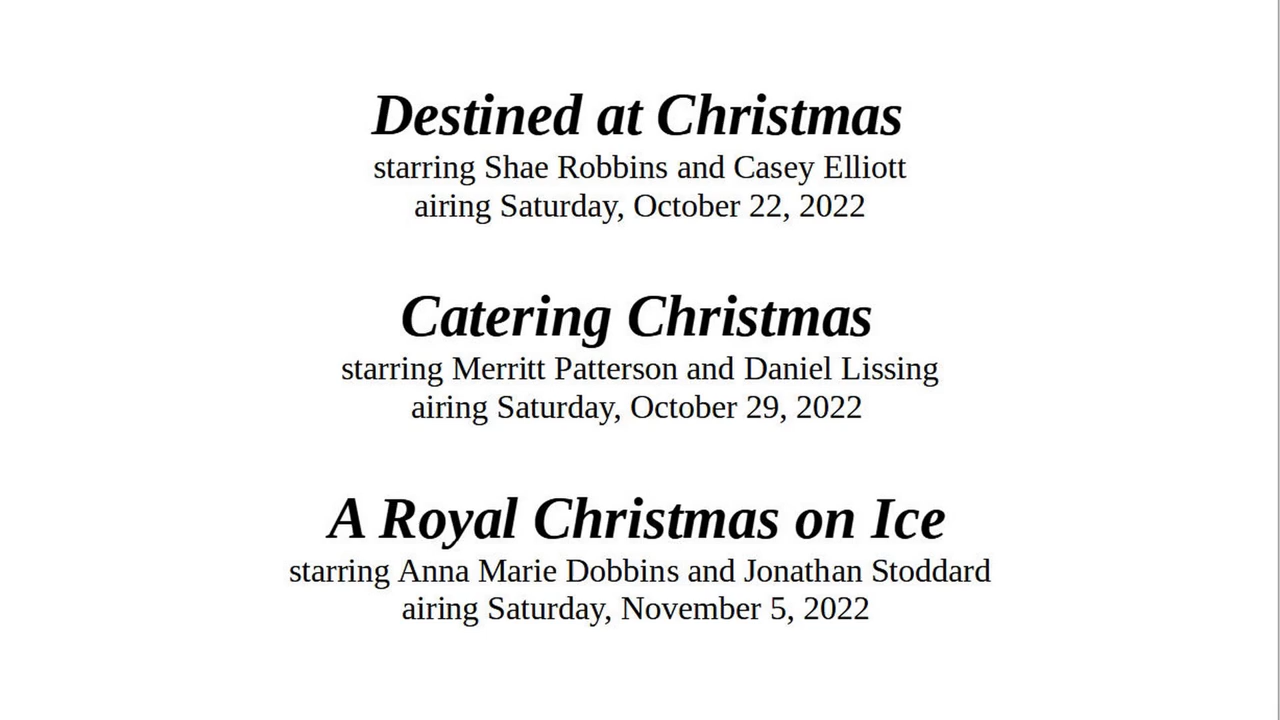 Destined at Christmas
starring Shae Robbins and Casey Elliott
airing Saturday, October 22, 2022
Catering Christmas
starring Merritt Patterson and Daniel Lissing
airing Saturday, October 29, 2022
A Royal Christmas on Ice
starring Anna Marie Dobbins and Jonathan Stoddard
airing Saturday, November 5, 2022